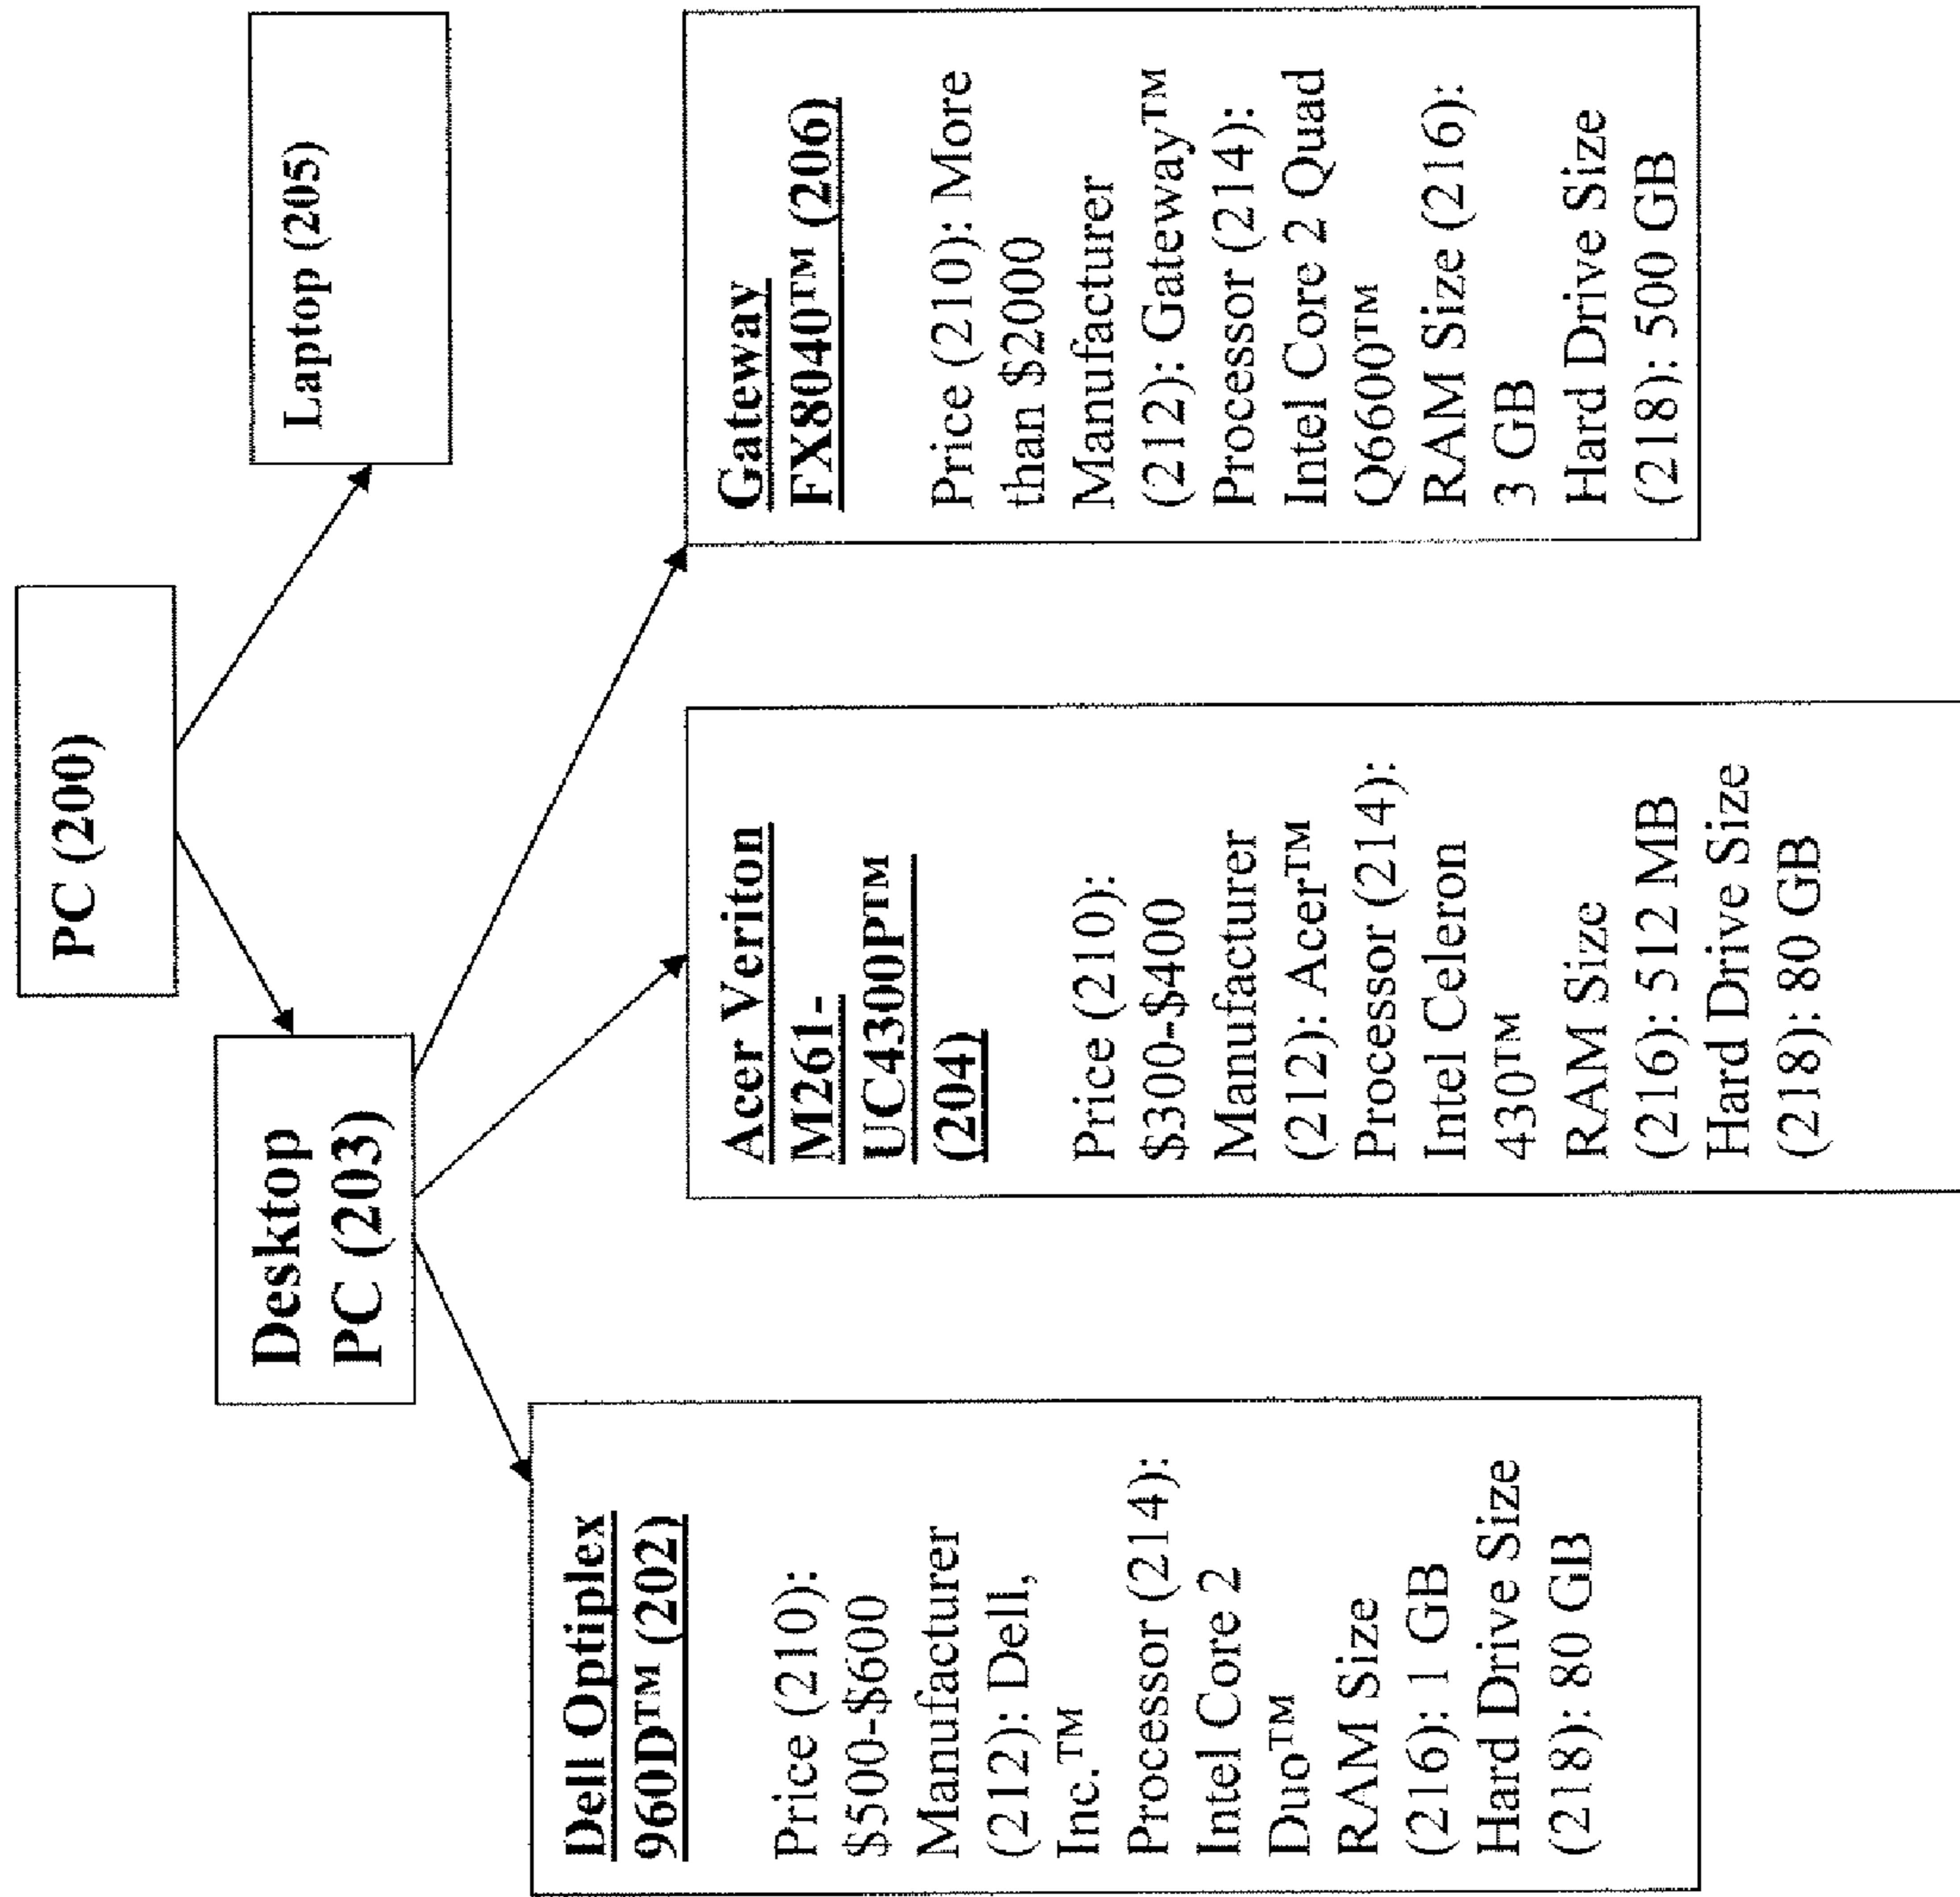 PC (200)
Desktop
PC (203)
Laptop (205)
Dell Optiplex
960D™ (202)
Price (210):
$500-$600
Manufacturer
(212): Dell,
Inc.™
Processor (214):
Intel Core 2
Duo™
RAM Size
(216): 1 GB
Hard Drive Size
(218): 80 GB
Acer Veriton
M261-
UC4300P™
(204)
Price (210):
$300-$400
Manufacturer
(212): Acer™
Processor (214):
Intel Celeron
430™
RAM Size
(216): 512 MB
Hard Drive Size
(218): 80 GB
Gateway
FX8040™ (206)
Price (210): More
than $2000
Manufacturer
(212): Gateway™
Processor (214):
Intel Core 2 Quad
Q6600™
RAM Size (216):
3 GB
Hard Drive Size
(218): 500 GB